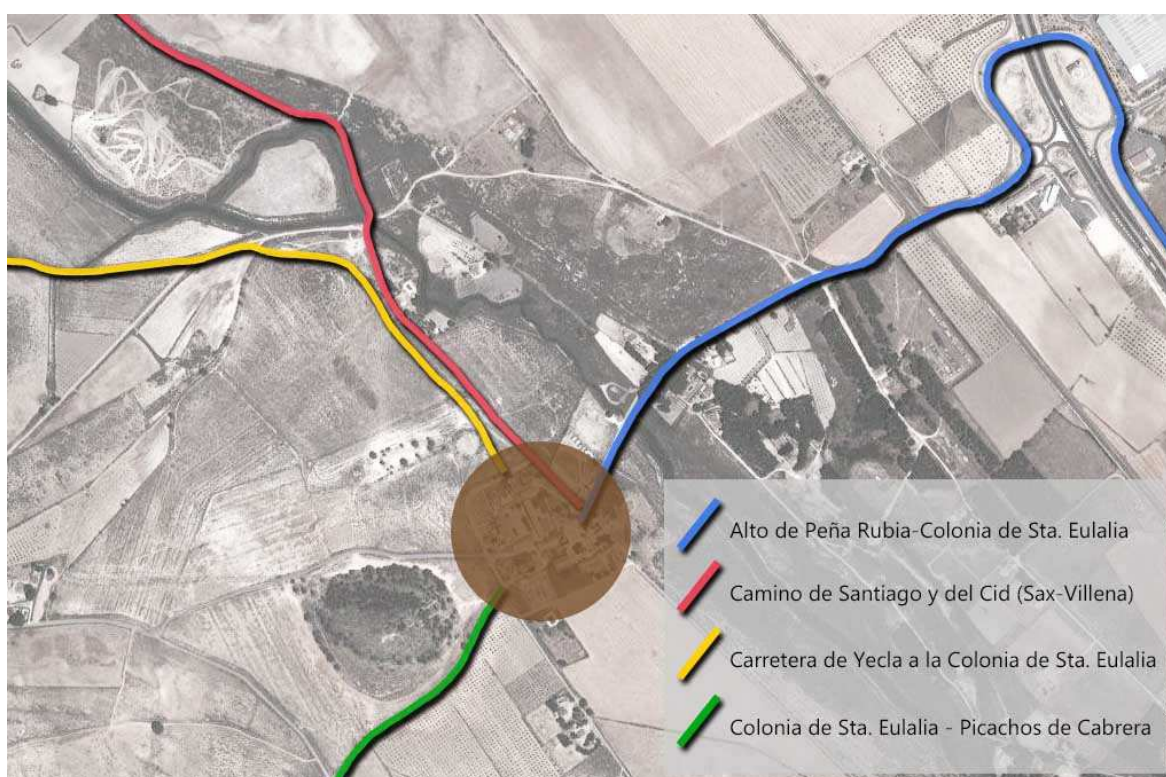 Alto de Peña Rubia-Colonia de Sta. Eulalia
Camino de Santiago y del Cid (Sax-Villena)
Carretera de Yecla a la Colonia de Sta. Eulalia
Colonia de Sta. Eulalia - Picachos de Cabrera